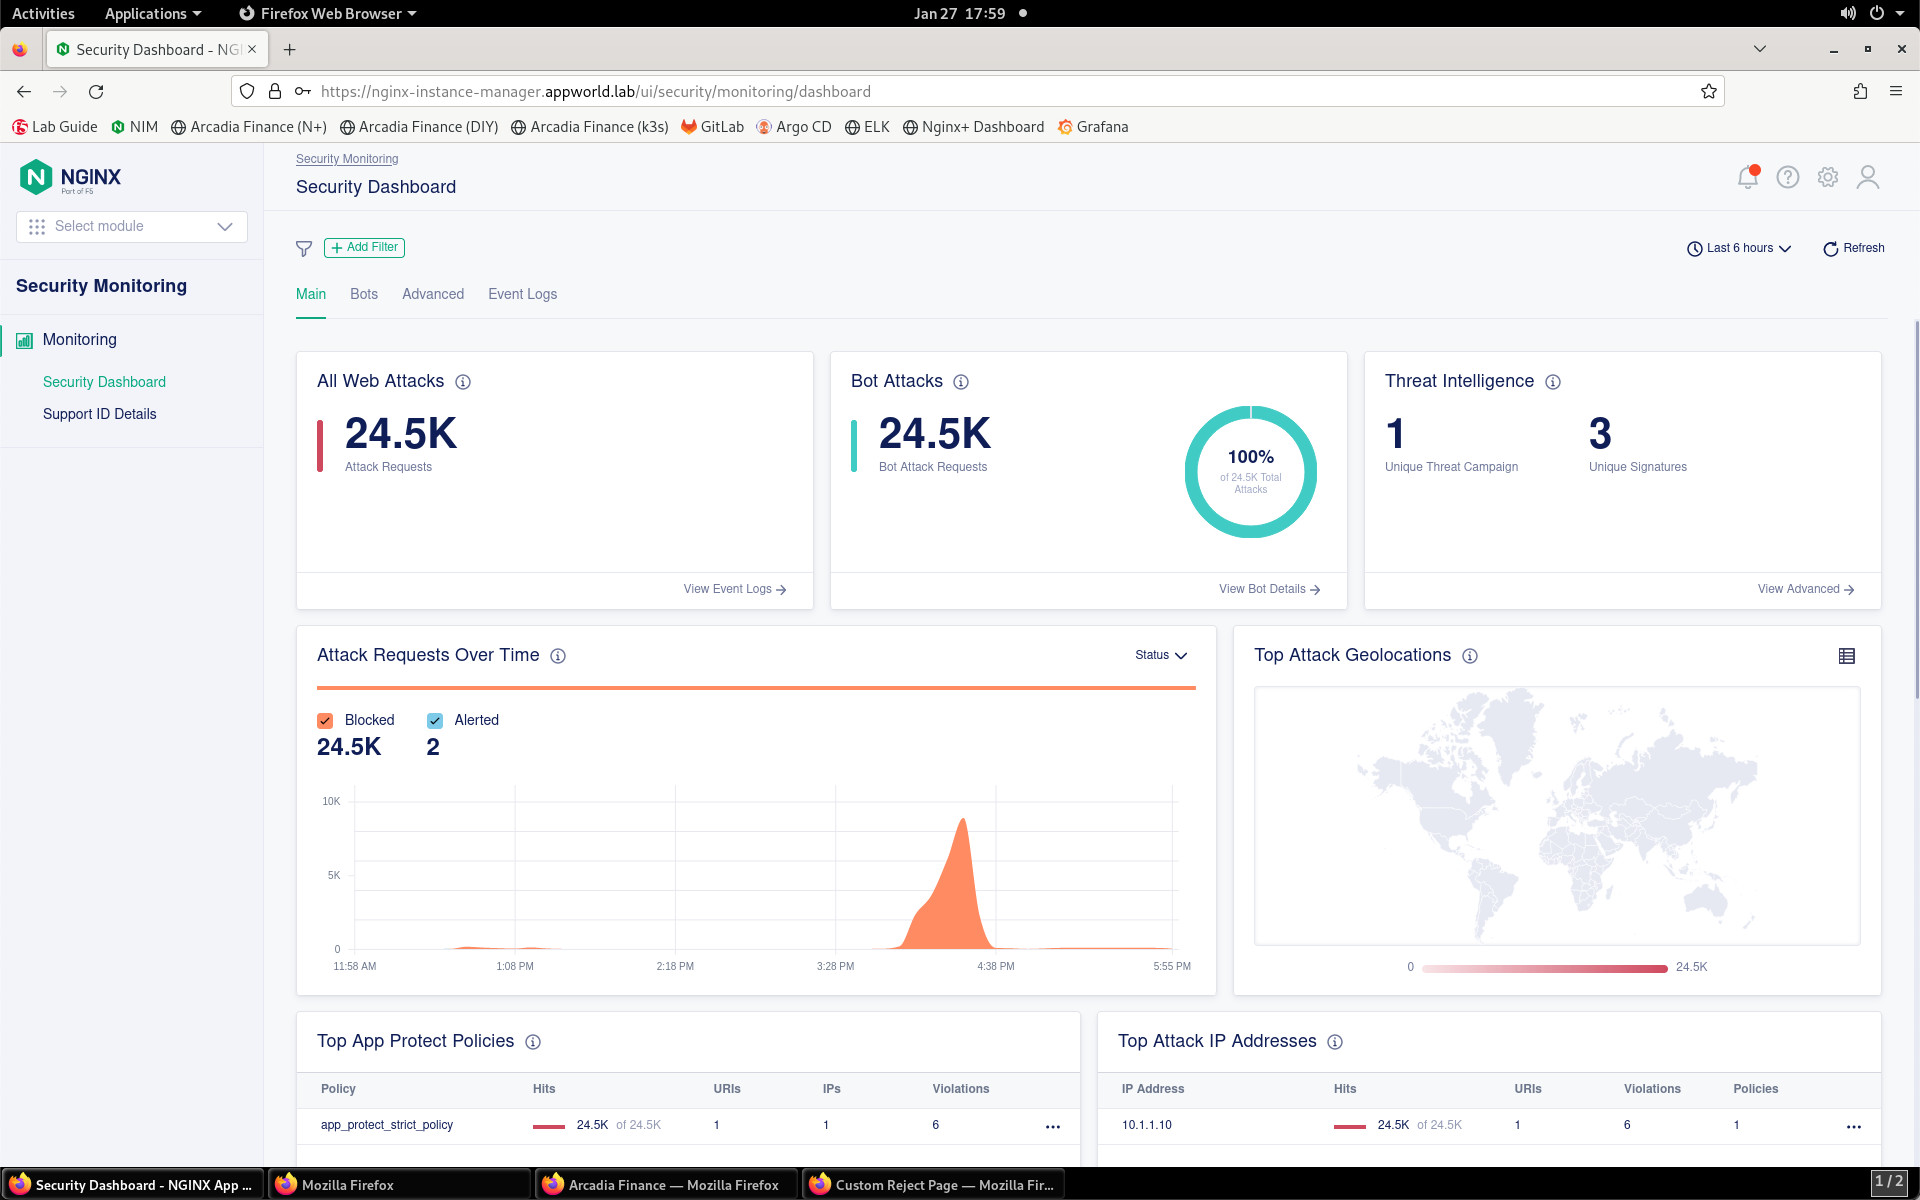 Activities Applications Firefox Web Browser Jan 27 17:59
Security Dashboard - NG
https://nginx-instance-manager.appworld.lab/ui/security/monitoring/dashboard
Lab Guide NIM Arcadia Finance (N+) Arcadia Finance (DIY) Arcadia Finance (k3s) GitLab Argo CD ELK Nginx+ Dashboard Grafana
NGINX
Part of F5
Select module
Security Monitoring
Monitoring
Security Dashboard
Support ID Details
Security Monitoring
Security Dashboard
Add Filter
Last 6 hours Refresh
Main Bots Advanced Event Logs
All Web Attacks
24.5K
Attack Requests
View Event Logs
Bot Attacks
24.5K
Bot Attack Requests
100%
of 24.5K Total
Attacks
View Bot Details
Threat Intelligence
1 3
Unique Threat Campaign Unique Signatures
View Advanced
Attack Requests Over Time
Status
Blocked Alerted
24.5K 2
10K
5K
0
11:58 AM 1:08 PM 2:18 PM 3:28 PM 4:38 PM 5:55 PM
Top Attack Geolocations
0 24.5K
Top App Protect Policies
Policy Hits URIs IPs Violations
app_protect_strict_policy 24.5K of 24.5K 1 1 6
Top Attack IP Addresses
IP Address Hits URIs Violations Policies
10.1.1.10 24.5K of 24.5K 1 6 1
Security Dashboard - NGINX App ... Mozilla Firefox Arcadia Finance — Mozilla Firefox Custom Reject Page — Mozilla Fir... 1 / 2